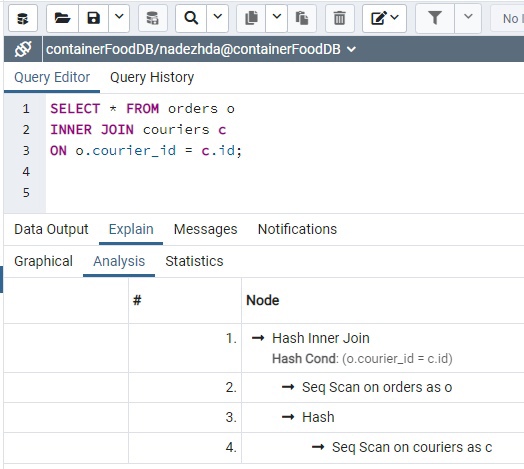 No l
containerFoodDB/nadezhda@containerFoodDB
Query Editor Query History
1 SELECT * FROM orders o
2 INNER JOIN couriers c
3 ON o.courier_id = c.id;
4
5
Data Output Explain Messages Notifications
Graphical Analysis Statistics
# Node
1. → Hash Inner Join
Hash Cond: (o.courier_id = c.id)
2. → Seq Scan on orders as o
3. → Hash
4. → Seq Scan on couriers as c